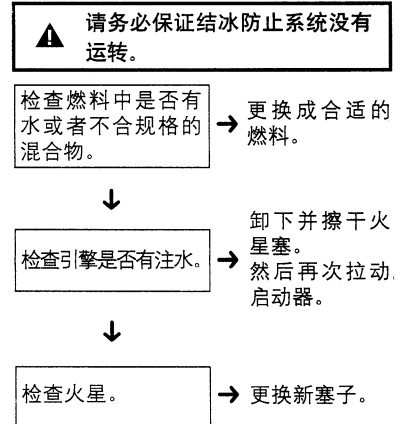 请务必保证结冰防止系统没有
运转。
检查燃料中是否有
水或者不合规格的
混合物。
更换成合适的
燃料。
检查引擎是否有注水。
卸下并擦干火
星塞。
然后再次拉动
启动器。
检查火星。
更换新塞子。